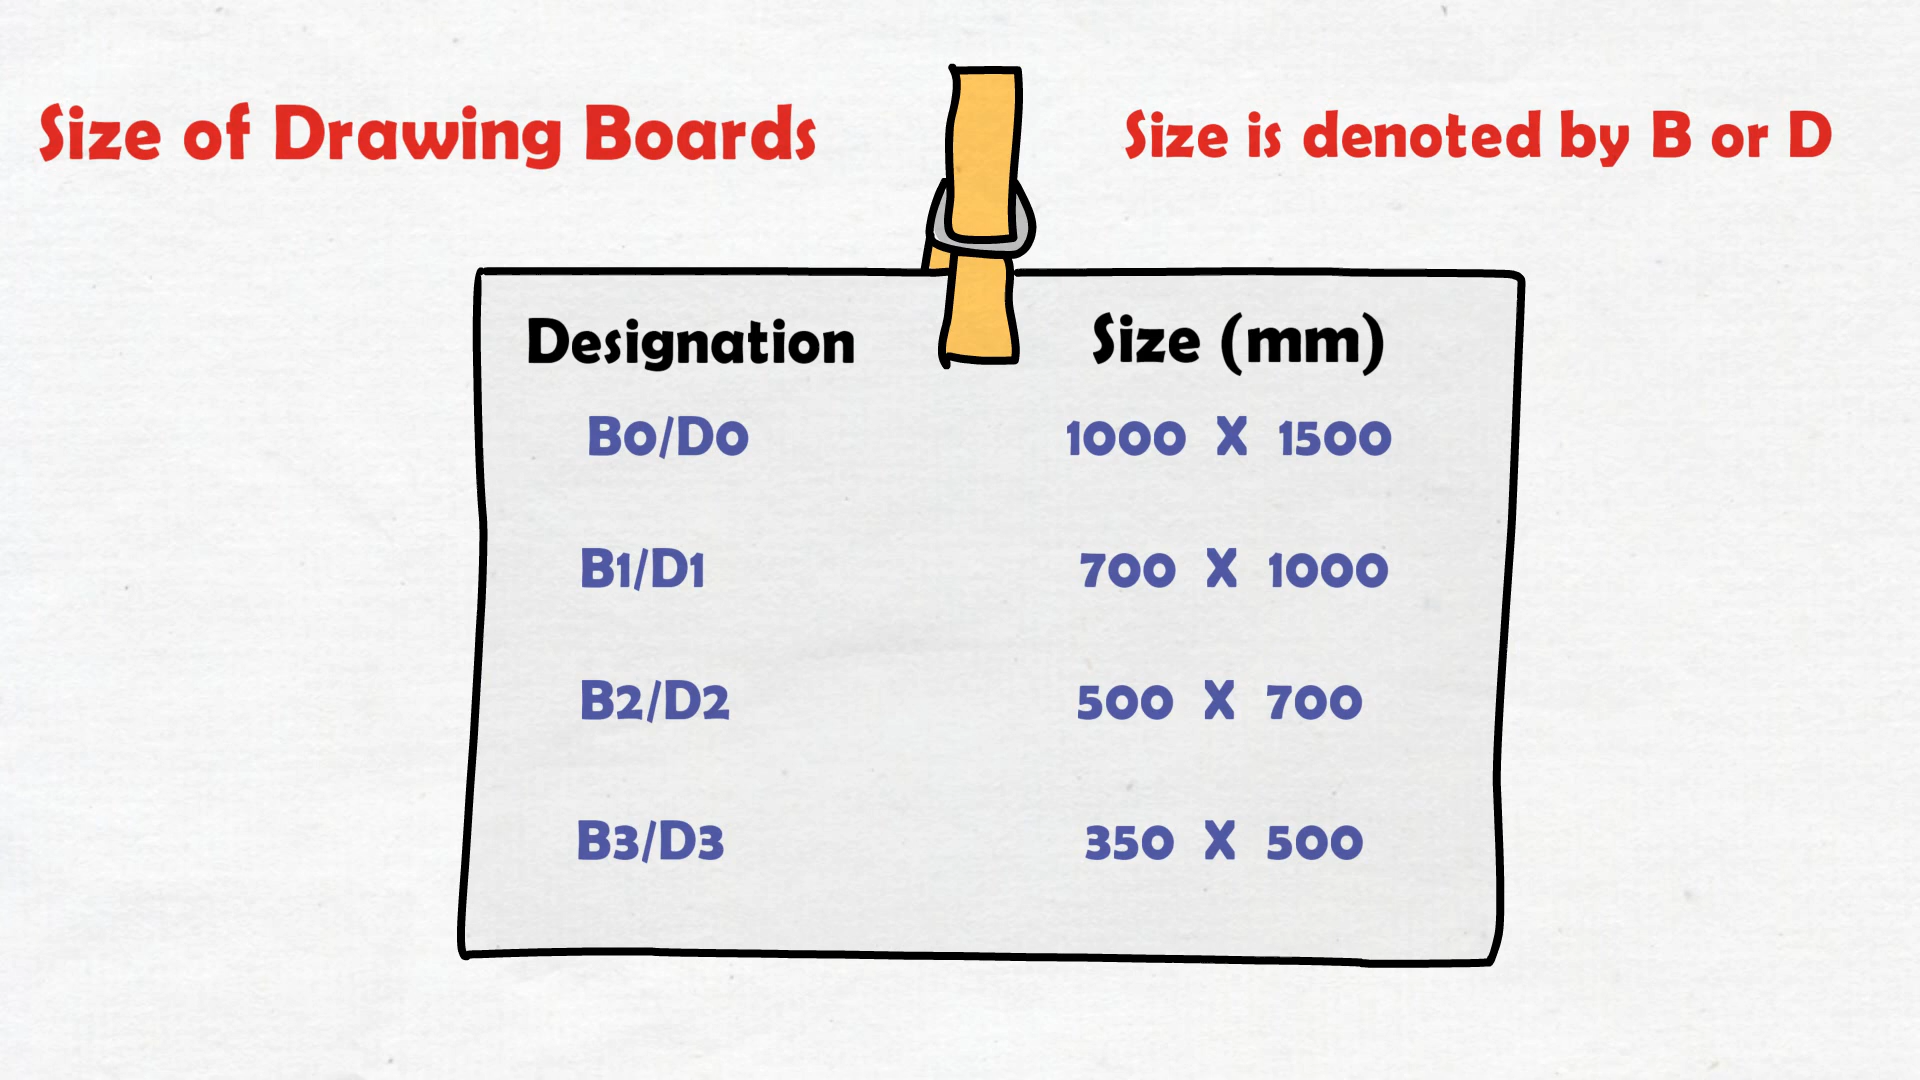 Size of Drawing Boards
Size is denoted by B or D
Designation Size (mm)
B0/D0 1000 X 1500
B1/D1 700 X 1000
B2/D2 500 X 700
B3/D3 350 X 500